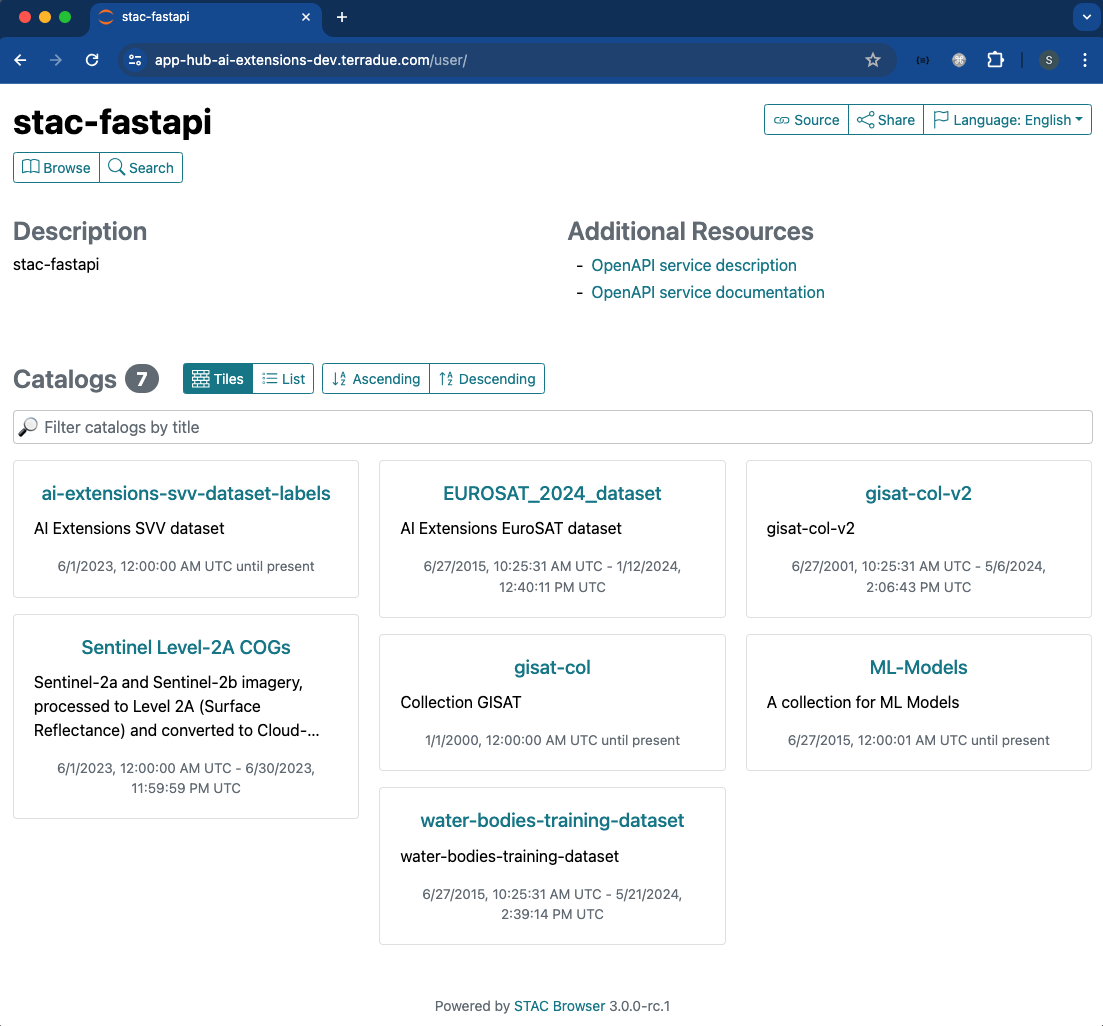 stac-fastapi
app-hub-ai-extensions-dev.terradue.com/user/
S
stac-fastapi
Source
Share
Language: English
Browse
Search
Description
stac-fastapi
Additional Resources
- OpenAPI service description
- OpenAPI service documentation
Catalogs 7
Tiles
List
Ascending
Descending
Filter catalogs by title
ai-extensions-svv-dataset-labels
AI Extensions SVV dataset
6/1/2023, 12:00:00 AM UTC until present
EUROSAT_2024_dataset
AI Extensions EuroSAT dataset
6/27/2015, 10:25:31 AM UTC - 1/12/2024,
12:40:11 PM UTC
gisat-col-v2
gisat-col-v2
6/27/2001, 10:25:31 AM UTC - 5/6/2024,
2:06:43 PM UTC
Sentinel Level-2A COGs
Sentinel-2a and Sentinel-2b imagery,
processed to Level 2A (Surface
Reflectance) and converted to Cloud-...
6/1/2023, 12:00:00 AM UTC - 6/30/2023,
11:59:59 PM UTC
gisat-col
Collection GISAT
1/1/2000, 12:00:00 AM UTC until present
ML-Models
A collection for ML Models
6/27/2015, 12:00:01 AM UTC until present
water-bodies-training-dataset
water-bodies-training-dataset
6/27/2015, 10:25:31 AM UTC - 5/21/2024,
2:39:14 PM UTC
Powered by STAC Browser 3.0.0-rc.1